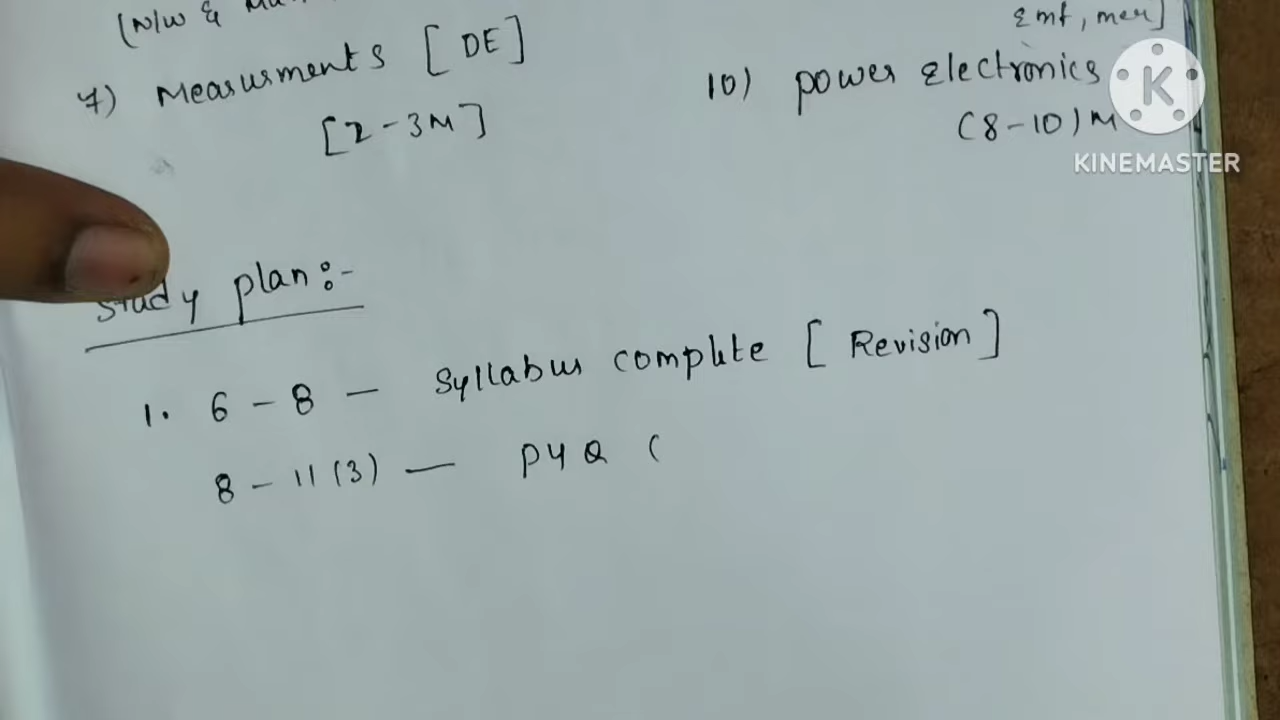 (N/W &
7) Measurments [DE]
[2-3M]
Emf, mer]
10) power Electronics
(8-10)M
K
KINEMASTER
Study plan:-
1. 6-8 - Syllabus complete [Revision]
8-11(3) — PYQ (